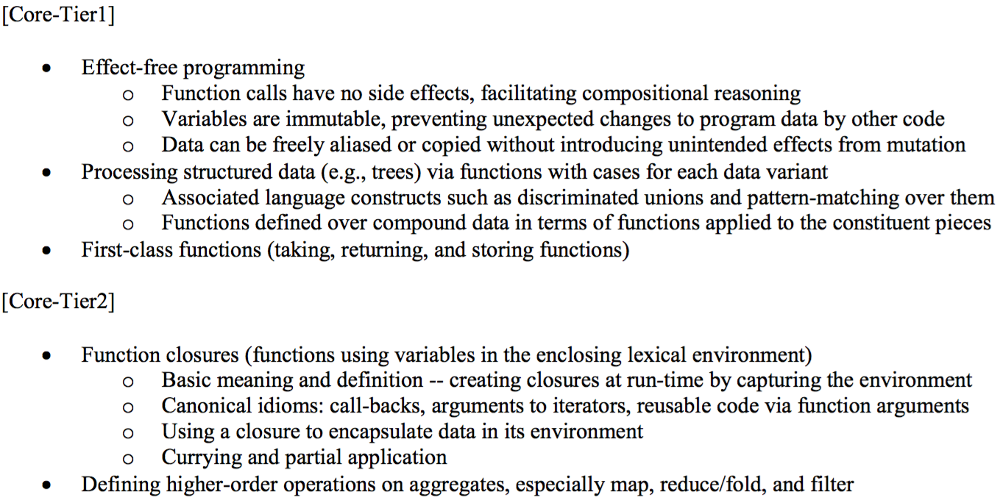 [Core-Tier1]
• Effect-free programming
o Function calls have no side effects, facilitating compositional reasoning
o Variables are immutable, preventing unexpected changes to program data by other code
o Data can be freely aliased or copied without introducing unintended effects from mutation
• Processing structured data (e.g., trees) via functions with cases for each data variant
o Associated language constructs such as discriminated unions and pattern-matching over them
o Functions defined over compound data in terms of functions applied to the constituent pieces
• First-class functions (taking, returning, and storing functions)
[Core-Tier2]
• Function closures (functions using variables in the enclosing lexical environment)
o Basic meaning and definition -- creating closures at run-time by capturing the environment
o Canonical idioms: call-backs, arguments to iterators, reusable code via function arguments
o Using a closure to encapsulate data in its environment
o Currying and partial application
• Defining higher-order operations on aggregates, especially map, reduce/fold, and filter